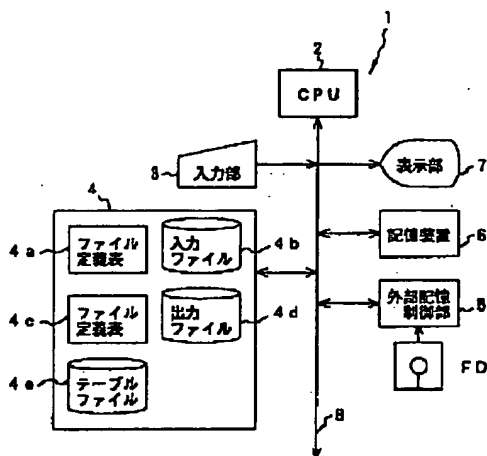 1
2
CPU
3
入力部
表示部
7
4
4a
ファイル
定義表
入力
ファイル
4b
記憶装置
6
4c
ファイル
定義表
出力
ファイル
4d
外部記憶
制御部
5
4e
テーブル
ファイル
FD
8